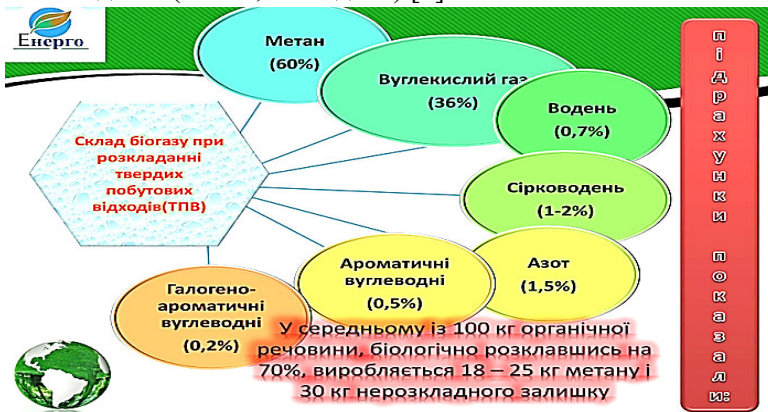 Енерго
Метан
(60%)
Вуглекислий газ
(36%)
Водень
(0,7%)
Склад біогазу при
розкладанні
твердих
побутових
відходів(ТПВ)
Сірководень
(1-2%)
Азот
(1,5%)
Ароматичні
вуглеводні
(0,5%)
Галогено-
ароматичні
вуглеводні
(0,2%)
У середньому із 100 кг органічної
речовини, біологічно розклавшись на
70%, виробляється 18 – 25 кг метану і
30 кг нерозкладного залишку
підрахунки показали: